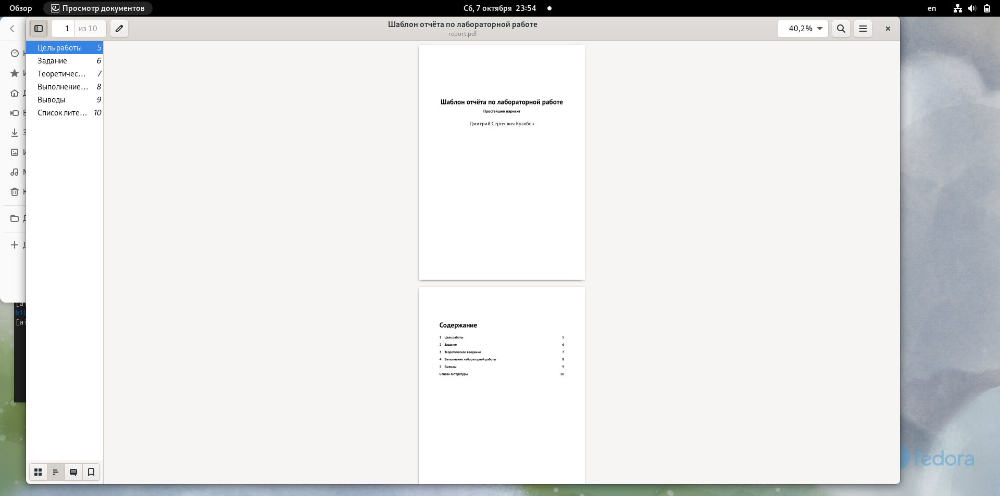 Обзор
Просмотр документов
Сб, 7 октября 23:54
en
1 из 10
Шаблон отчёта по лабораторной работе
report.pdf
40,2%
Цель работы 5
Задание 6
Теоретичес… 7
Выполнение… 8
Выводы 9
Список лите… 10
Шаблон отчёта по лабораторной работе
Простейший вариант
Дмитрий Сергеевич Кулябов
Содержание
1 Цель работы 5
2 Задание 6
3 Теоретическое введение 7
4 Выполнение лабораторной работы 8
5 Выводы 9
Список литературы 10
fedora